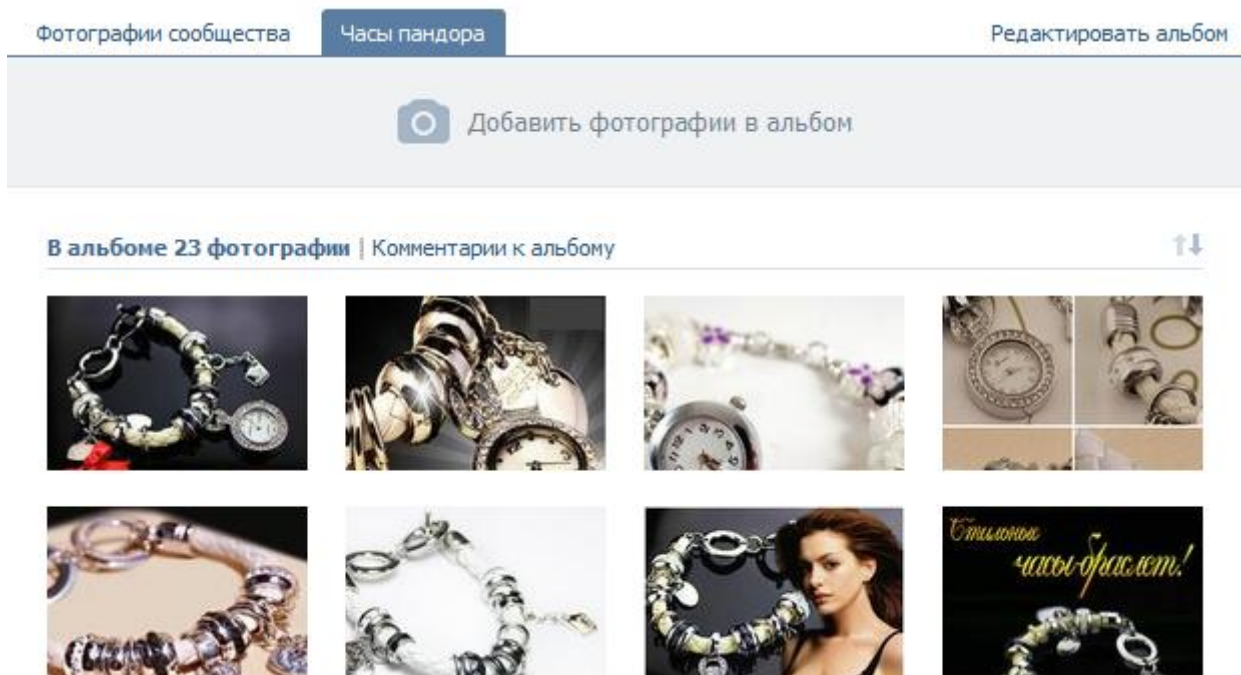 Фотографии сообщества
Часы пандора
Редактировать альбом
Добавить фотографии в альбом
В альбоме 23 фотографии | Комментарии к альбому
Стильные
часы-браслет!